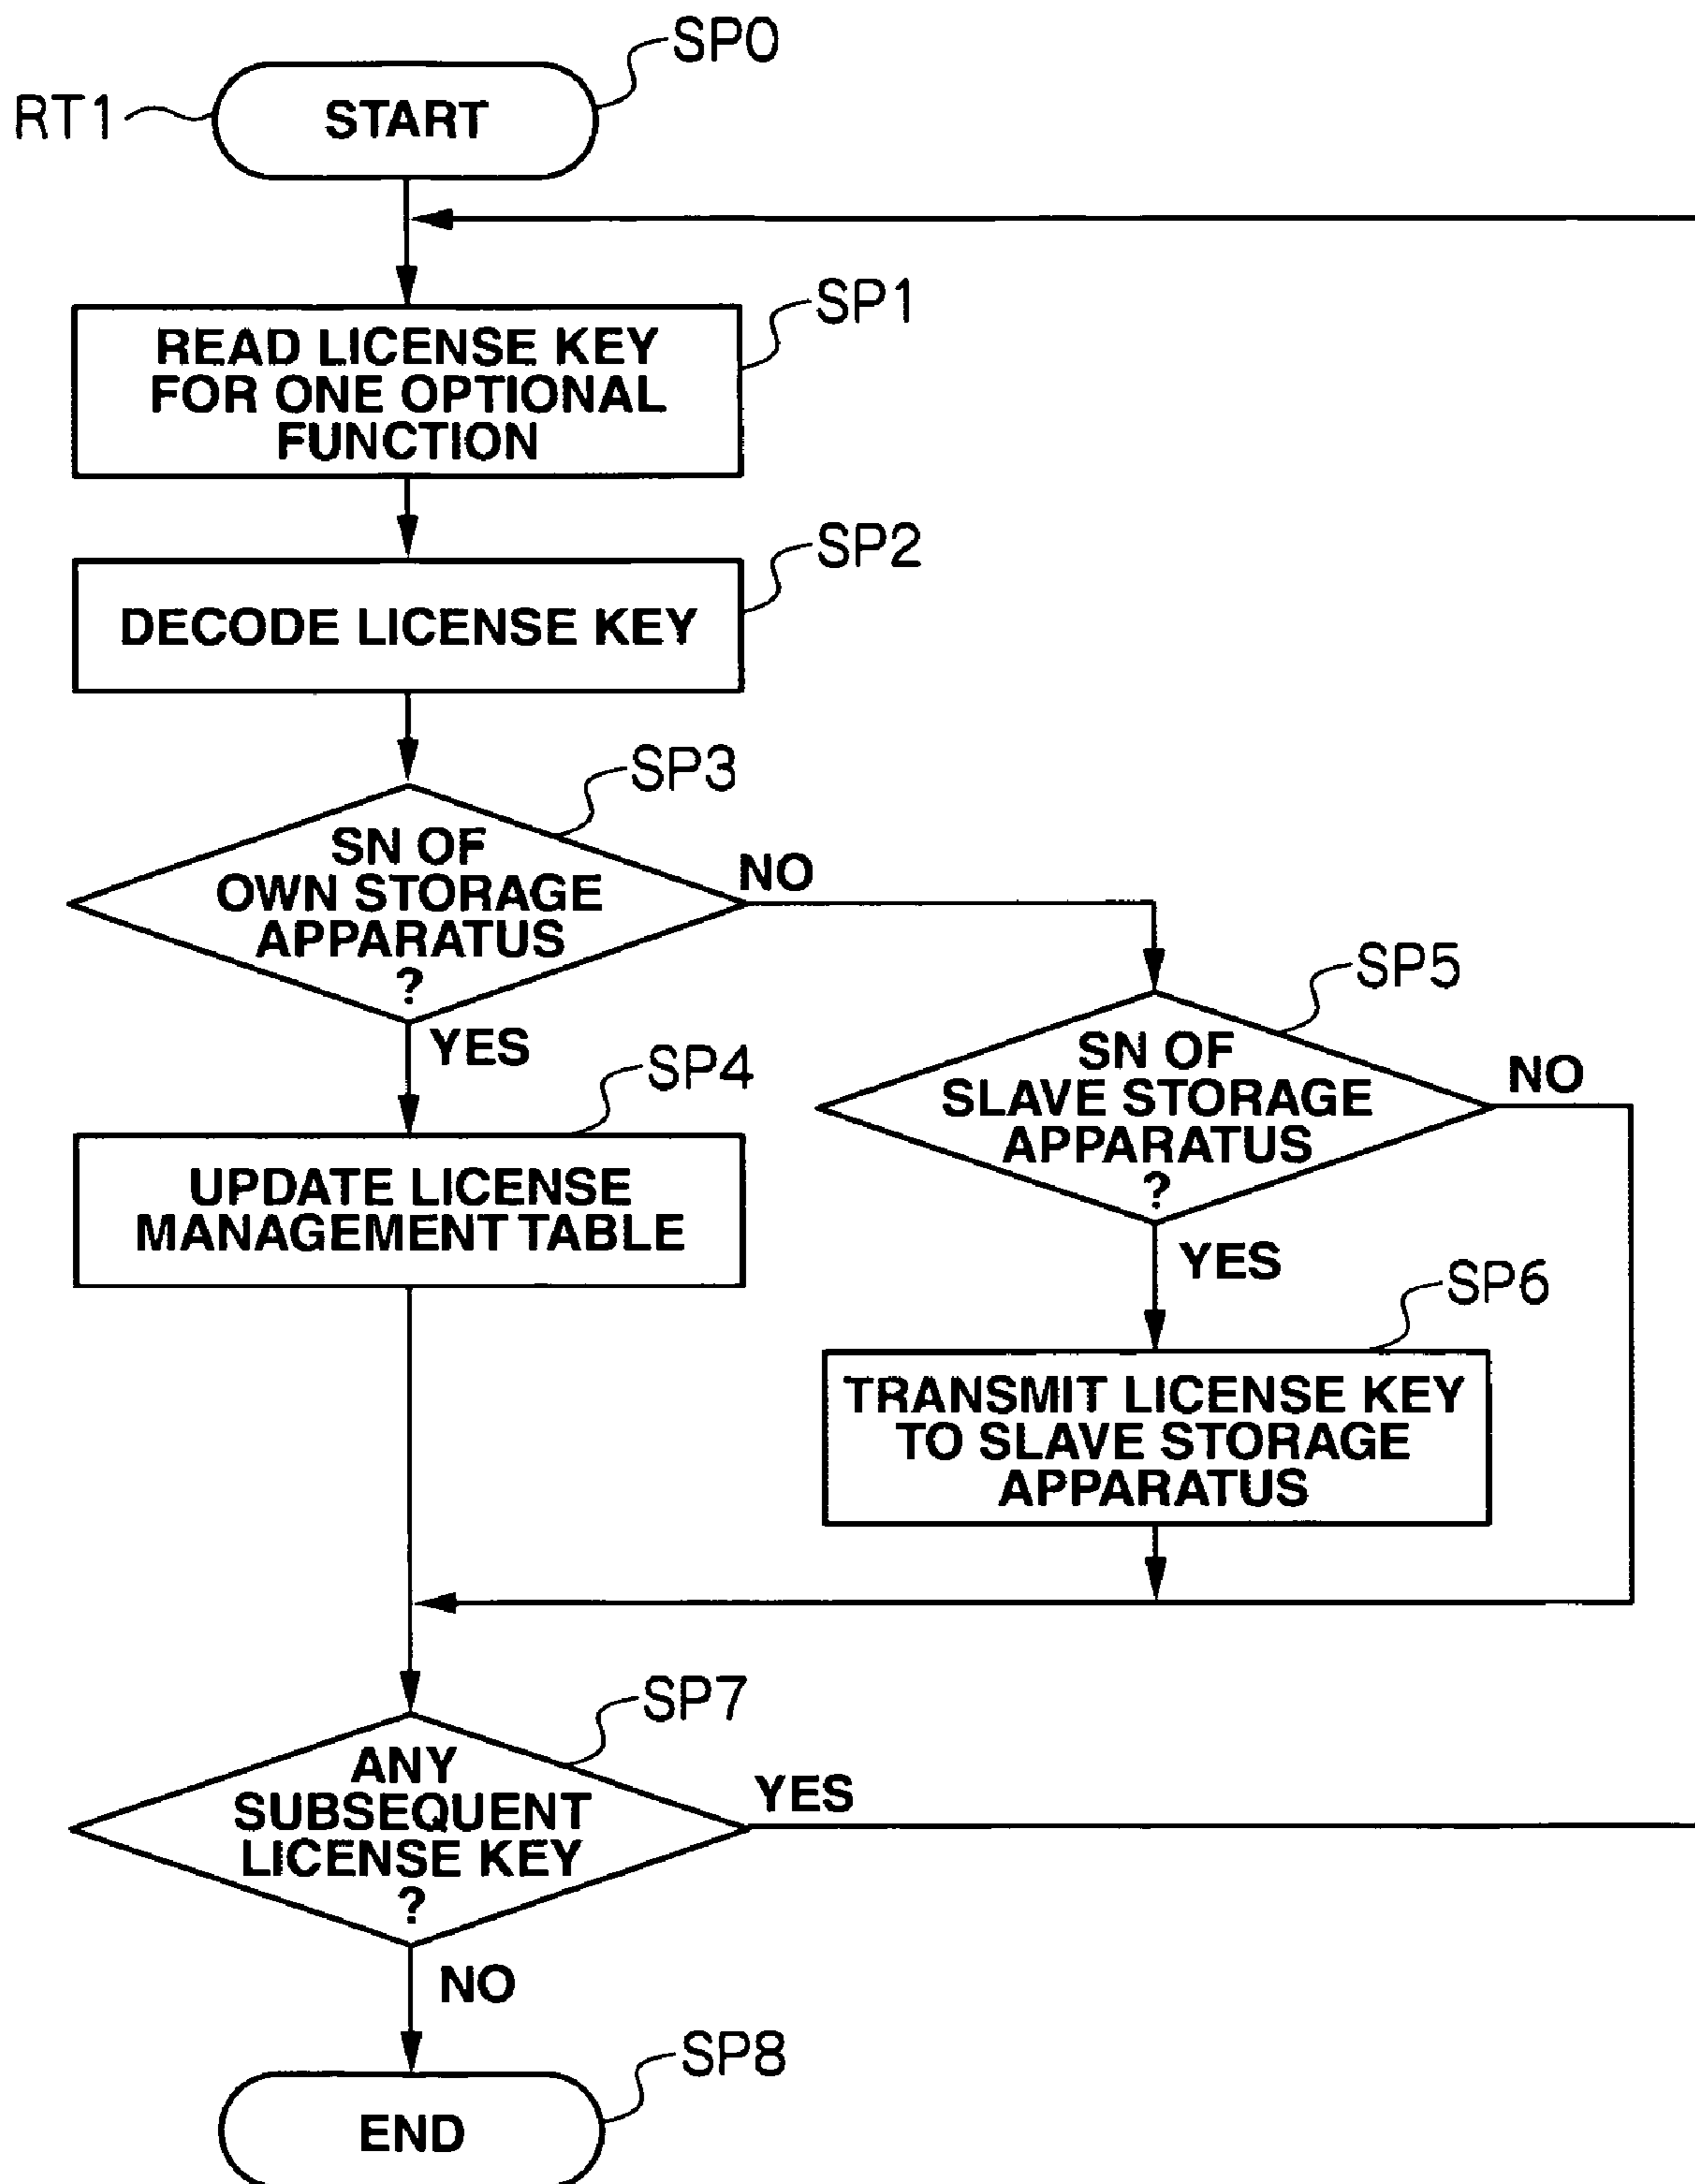 SP0
RT1
START
SP1
READ LICENSE KEY
FOR ONE OPTIONAL
FUNCTION
SP2
DECODE LICENSE KEY
SP3
SN OF
OWN STORAGE
APPARATUS
?
NO
YES
SP4
UPDATE LICENSE
MANAGEMENT TABLE
SP5
SN OF
SLAVE STORAGE
APPARATUS
?
NO
YES
SP6
TRANSMIT LICENSE KEY
TO SLAVE STORAGE
APPARATUS
SP7
ANY
SUBSEQUENT
LICENSE KEY
?
YES
NO
SP8
END